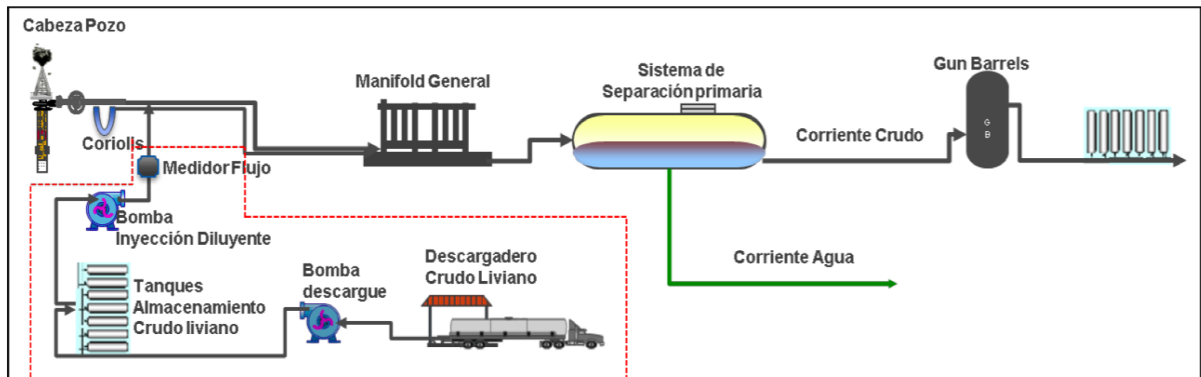 Cabeza Pozo
Manifold General
Sistema de
Separación primaria
Gun Barrels
G
B
Coriolis
Corriente Crudo
Medidor Flujo
Bomba
Inyección Diluyente
Corriente Agua
Tanques
Almacenamiento
Crudo liviano
Bomba
descargue
Descargadero
Crudo Liviano